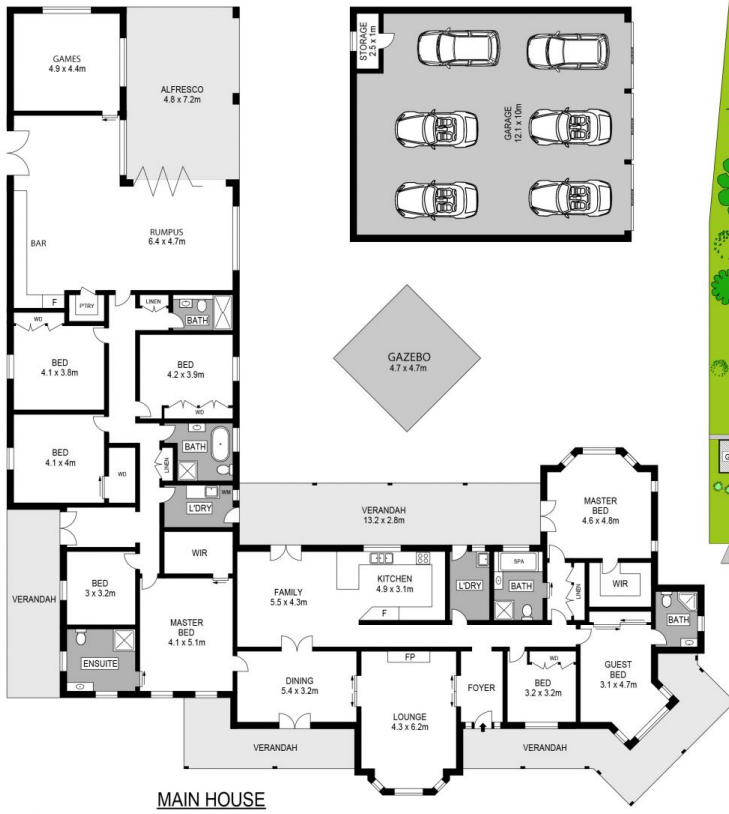 GAMES
4.9 x 4.4m
ALFRESCO
4.8 x 7.2m
STORAGE
2.5 x 1m
GARAGE
12.1 x 10m
RUMPUS
6.4 x 4.7m
BAR
F
P'TRY
LINEN
BATH
WD
BED
4.1 x 3.8m
BED
4.2 x 3.9m
WD
GAZEBO
4.7 x 4.7m
BED
4.1 x 4m
WD
LINEN
BATH
L'DRY
WM
WIR
VERANDAH
13.2 x 2.8m
MASTER
BED
4.6 x 4.8m
VERANDAH
BED
3 x 3.2m
MASTER
BED
4.1 x 5.1m
ENSUITE
FAMILY
5.5 x 4.3m
KITCHEN
4.9 x 3.1m
F
L'DRY
SPA
BATH
LINEN
WIR
BATH
DINING
5.4 x 3.2m
FP
LOUNGE
4.3 x 6.2m
FOYER
WD
BED
3.2 x 3.2m
GUEST
BED
3.1 x 4.7m
VERANDAH
VERANDAH
MAIN HOUSE